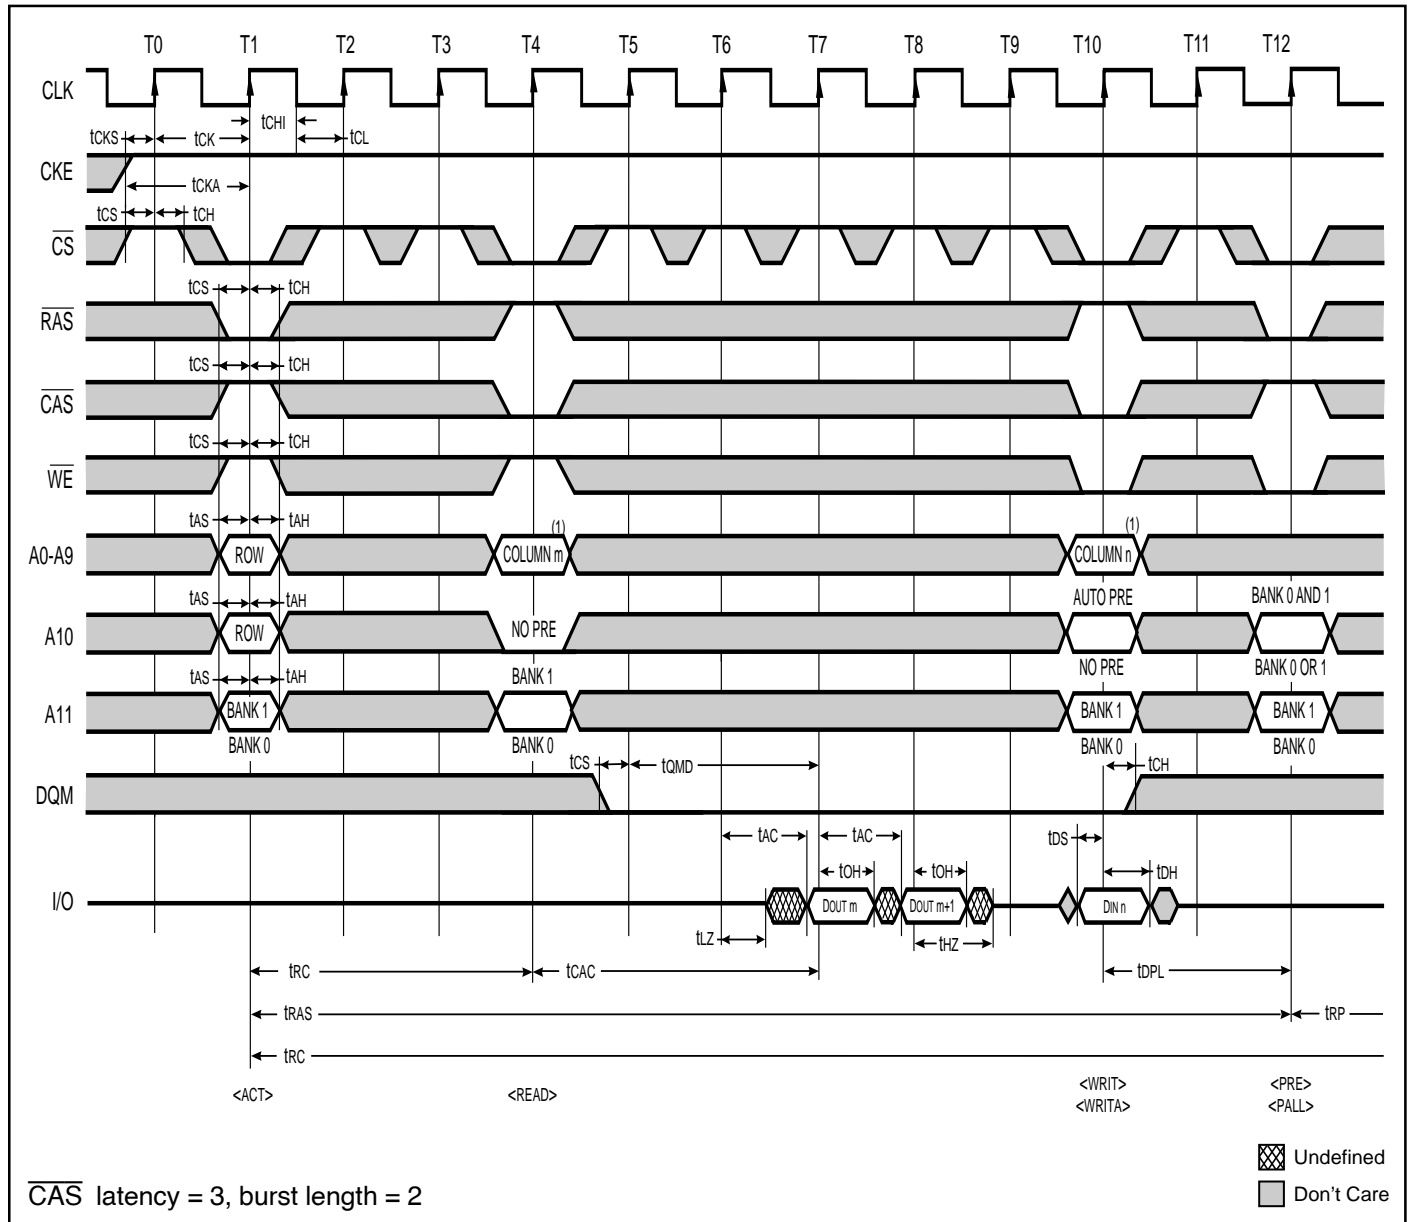 T0 T1 T2 T3 T4 T5 T6 T7 T8 T9 T10 T11 T12
CLK
tCHI
tCKS tCK tCL
CKE
tCKA
tCS tCH
CS
tCS tCH
RAS
tCS tCH
CAS
tCS tCH
WE
tAS tAH (1) (1)
A0-A9 ROW COLUMN m COLUMN n
tAS tAH AUTO PRE BANK 0 AND 1
A10 ROW NO PRE
tAS tAH BANK 1 NO PRE BANK 0 OR 1
A11 BANK 1 BANK 1 BANK 1
BANK 0 BANK 0 BANK 0 BANK 0
tCS tQMD tCH
DQM
tAC tAC tDS
tOH tOH tDH
I/O DOUT m DOUT m+1 DIN n
tLZ tHZ
tRC tCAC tDPL
tRAS tRP
tRC
<ACT> <READ> <WRIT> <PRE>
<WRITA> <PALL>
Undefined
CAS latency = 3, burst length = 2 Don't Care